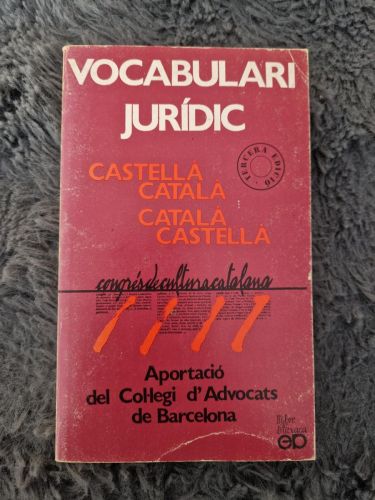 VOCABULARI
JURÍDIC
TERCERA EDICIÓ
CASTELLÀ
CATALÀ
CATALÀ
CASTELLÀ
congrés de cultura catalana
Aportació
del Col·legi d'Advocats
de Barcelona
llibre
butxaca